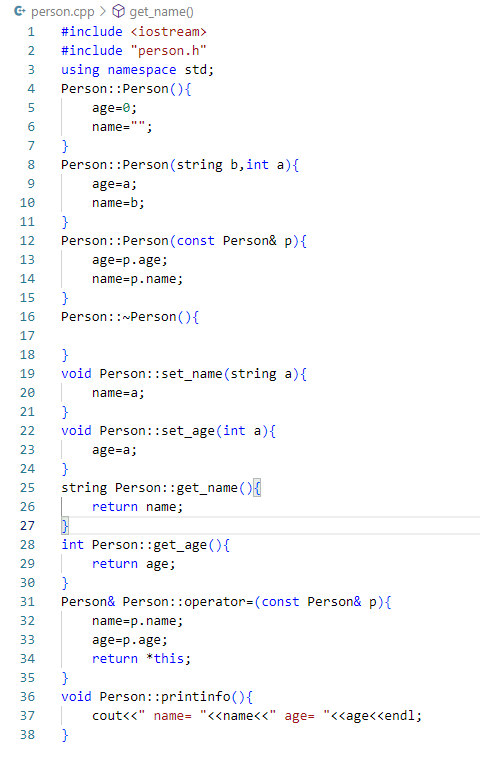 person.cpp > get_name()
1 #include <iostream>
2 #include "person.h"
3 using namespace std;
4 Person::Person(){
5     age=0;
6     name="";
7 }
8 Person::Person(string b,int a){
9     age=a;
10     name=b;
11 }
12 Person::Person(const Person& p){
13     age=p.age;
14     name=p.name;
15 }
16 Person::~Person(){
17
18 }
19 void Person::set_name(string a){
20     name=a;
21 }
22 void Person::set_age(int a){
23     age=a;
24 }
25 string Person::get_name(){
26     return name;
27 }
28 int Person::get_age(){
29     return age;
30 }
31 Person& Person::operator=(const Person& p){
32     name=p.name;
33     age=p.age;
34     return *this;
35 }
36 void Person::printinfo(){
37     cout<<" name= "<<name<<" age= "<<age<<endl;
38 }